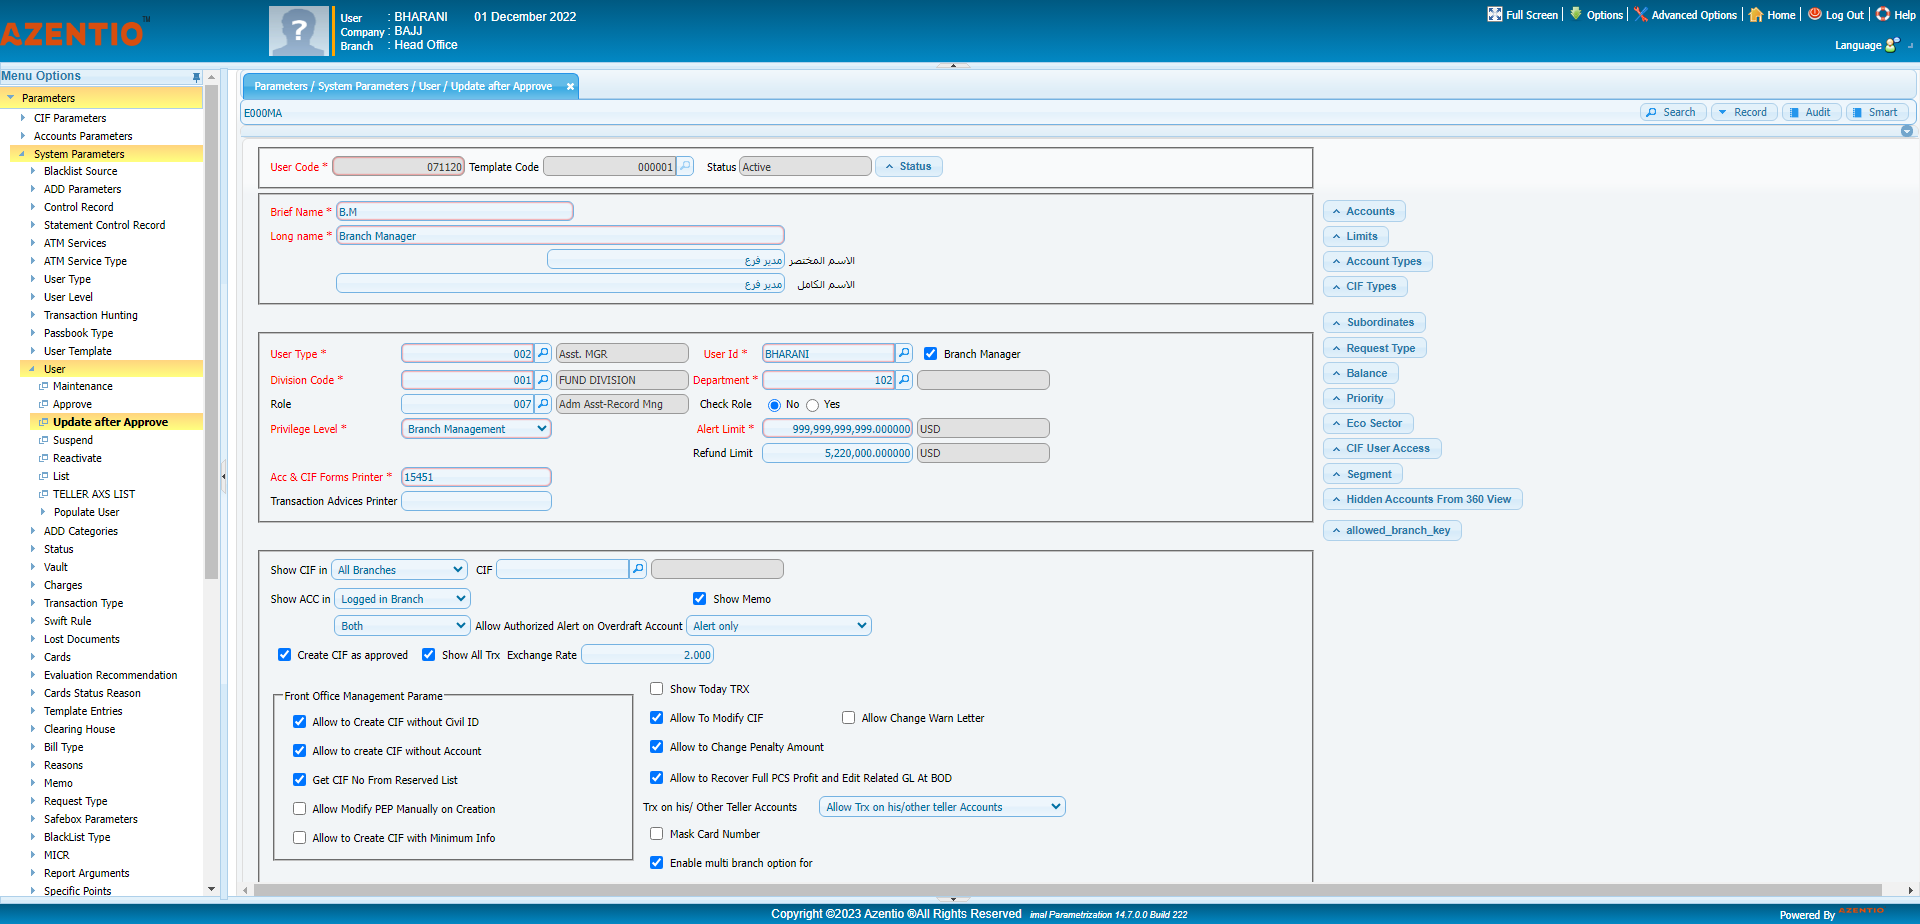 AZENTIO TM
User : BHARANI 01 December 2022
Company : BAJJ
Branch : Head Office
Full Screen Options Advanced Options Home Log Out Help
Language
Menu Options
Parameters
CIF Parameters
Accounts Parameters
System Parameters
Blacklist Source
ADD Parameters
Control Record
Statement Control Record
ATM Services
ATM Service Type
User Type
User Level
Transaction Hunting
Passbook Type
User Template
User
Maintenance
Approve
Update after Approve
Suspend
Reactivate
List
TELLER AXS LIST
Populate User
ADD Categories
Status
Vault
Charges
Transaction Type
Swift Rule
Lost Documents
Cards
Evaluation Recommendation
Cards Status Reason
Template Entries
Clearing House
Bill Type
Reasons
Memo
Request Type
Safebox Parameters
BlackList Type
MICR
Report Arguments
Specific Points
Parameters / System Parameters / User / Update after Approve
E000MA
Search Record Audit Smart
User Code * 071120 Template Code 000001 Status Active Status
Brief Name * B.M
Long name * Branch Manager
مدير فرع الاسم المختصر
مدير فرع الاسم الكامل
User Type * 002 Asst. MGR User Id * BHARANI Branch Manager
Division Code * 001 FUND DIVISION Department * 102
Role 007 Adm Asst-Record Mng Check Role No Yes
Privilege Level * Branch Management Alert Limit * 999,999,999,999.000000 USD
Refund Limit 5,220,000.000000 USD
Acc & CIF Forms Printer * 15451
Transaction Advices Printer
Show CIF in All Branches CIF
Show ACC in Logged in Branch Show Memo
Both Allow Authorized Alert on Overdraft Account Alert only
Create CIF as approved Show All Trx Exchange Rate 2.000
Front Office Management Parame
Allow to Create CIF without Civil ID
Allow to create CIF without Account
Get CIF No From Reserved List
Allow Modify PEP Manually on Creation
Allow to Create CIF with Minimum Info
Show Today TRX
Allow To Modify CIF Allow Change Warn Letter
Allow to Change Penalty Amount
Allow to Recover Full PCS Profit and Edit Related GL At BOD
Trx on his/ Other Teller Accounts Allow Trx on his/other teller Accounts
Mask Card Number
Enable multi branch option for
Accounts
Limits
Account Types
CIF Types
Subordinates
Request Type
Balance
Priority
Eco Sector
CIF User Access
Segment
Hidden Accounts From 360 View
allowed_branch_key
Copyright ©2023 Azentio ®All Rights Reserved imal Parametrization 14.7.0.0 Build 222
Powered By AZENTIO